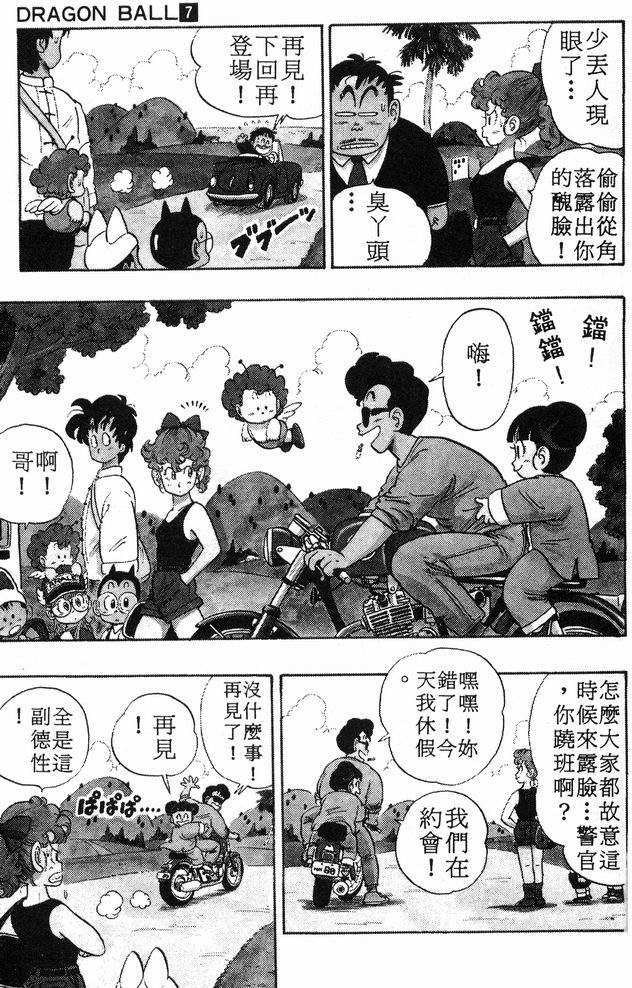 DRAGON BALL 7
少丟人現
眼了…
偷偷從角
落露出你
的醜臉！
臭丫頭
…
再見！
下回再
登場！
ブブーッ
鐺！
鐺鐺！
嗨！
啊！
哥！
怎麼大家都故意這
時候來露臉…警官
，你蹺班啊？
嘿嘿！妳
錯了！今
天我休假
。
我們在
約會！
沒什麼事！
再見了！
再見
！
ぱぱぱ....
全是這
副德性
！